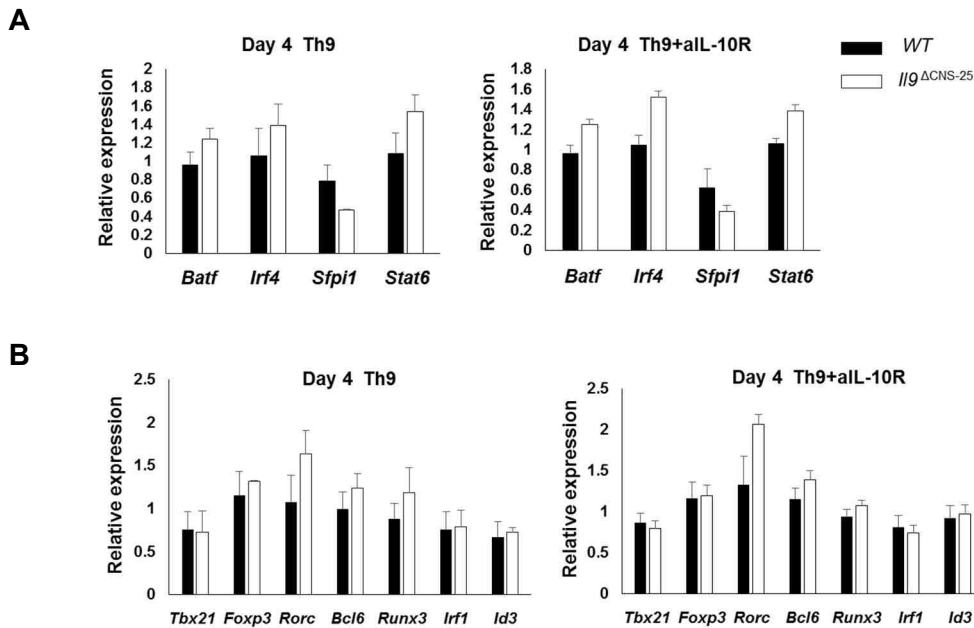 A
Day 4 Th9
Relative expression
2
1.8
1.6
1.4
1.2
1
0.8
0.6
0.4
0.2
0
Batf Irf4 Sfpi1 Stat6
Day 4 Th9+aIL-10R
Relative expression
1.8
1.6
1.4
1.2
1
0.8
0.6
0.4
0.2
0
Batf Irf4 Sfpi1 Stat6
WT
Il9 ΔCNS-25
B
Day 4 Th9
Relative expression
2.5
2
1.5
1
0.5
0
Tbx21 Foxp3 Rorc Bcl6 Runx3 Irf1 Id3
Day 4 Th9+aIL-10R
Relative expression
2.5
2
1.5
1
0.5
0
Tbx21 Foxp3 Rorc Bcl6 Runx3 Irf1 Id3